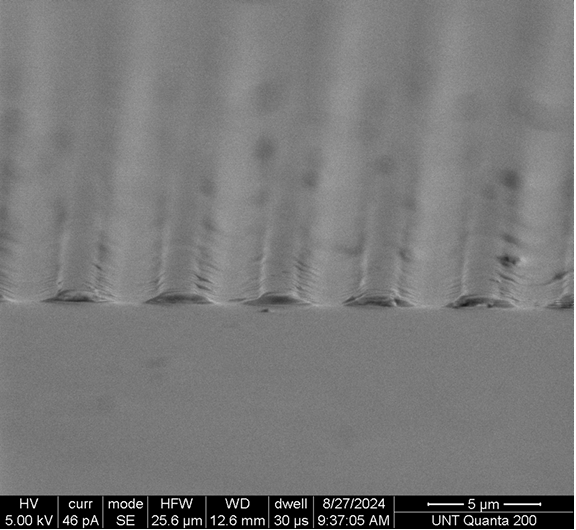 HV curr mode HFW WD dwell 8/27/2024 5 µm
5.00 kV 46 pA SE 25.6 µm 12.6 mm 30 µs 9:37:05 AM UNT Quanta 200